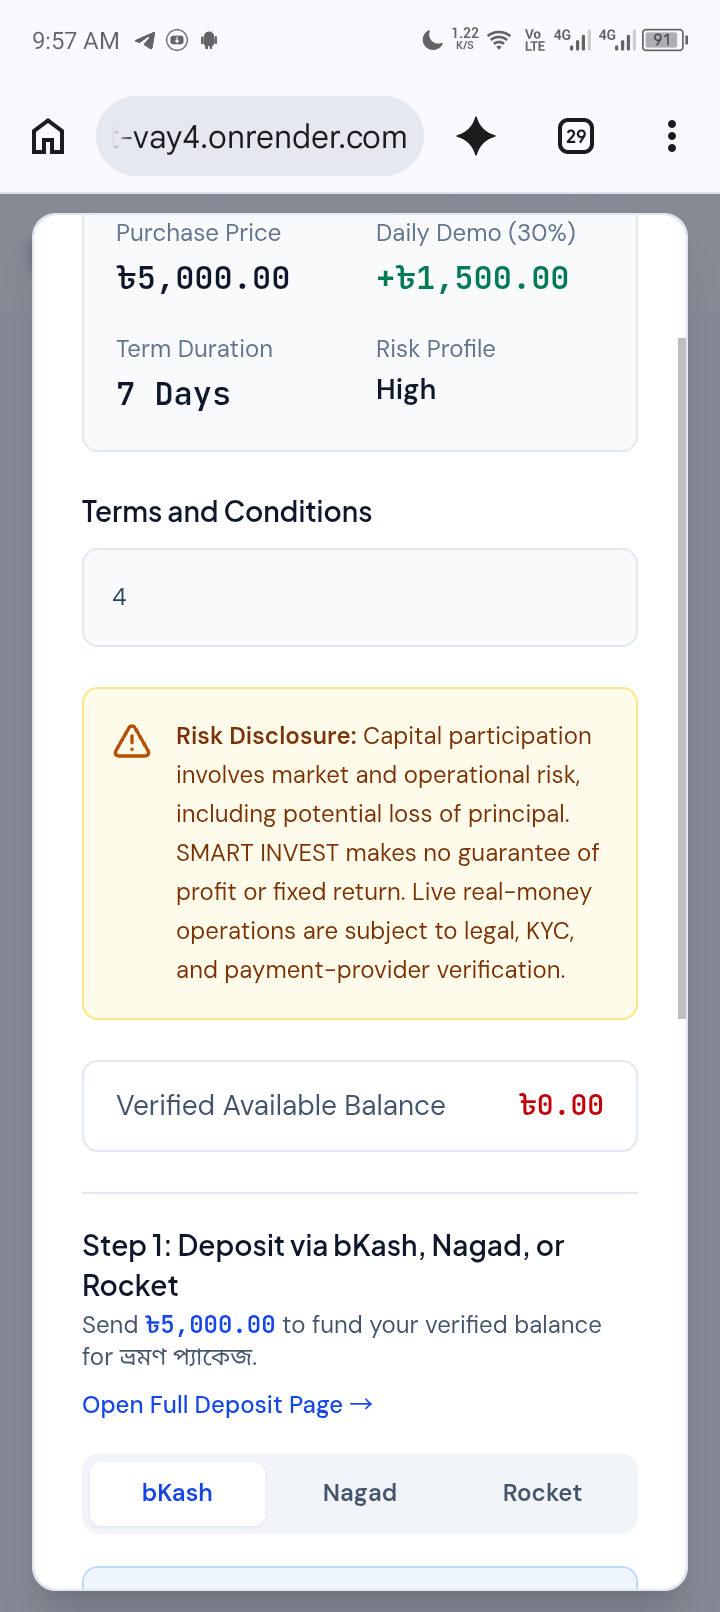 9:57 AM
1.22
K/S
Vo
LTE
4G
4G
91
t-vay4.onrender.com
29
Purchase Price
Daily Demo (30%)
৳5,000.00
+৳1,500.00
Term Duration
Risk Profile
7 Days
High
Terms and Conditions
4
Risk Disclosure: Capital participation
involves market and operational risk,
including potential loss of principal.
SMART INVEST makes no guarantee of
profit or fixed return. Live real-money
operations are subject to legal, KYC,
and payment-provider verification.
Verified Available Balance
৳0.00
Step 1: Deposit via bKash, Nagad, or
Rocket
Send ৳5,000.00 to fund your verified balance
for ভ্রমণ প্যাকেজ.
Open Full Deposit Page →
bKash
Nagad
Rocket